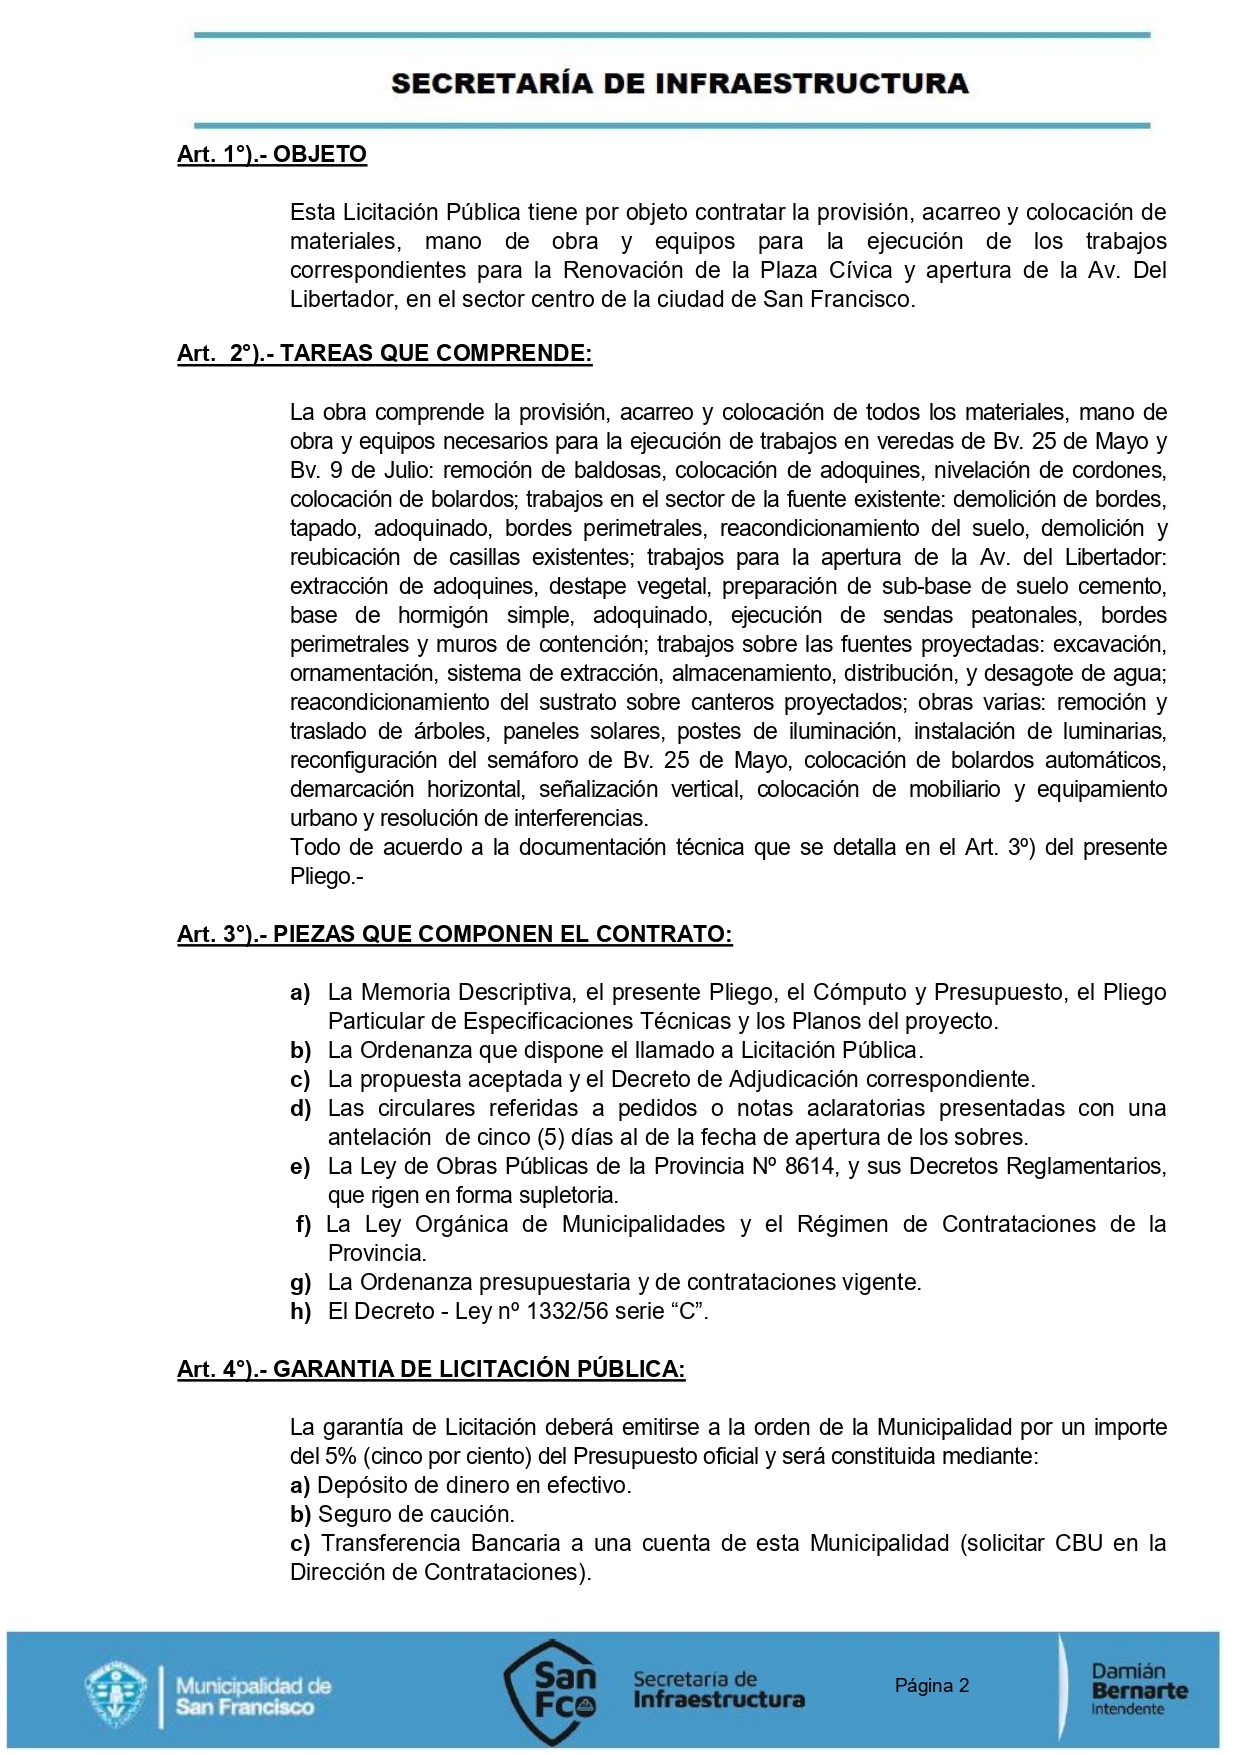 SECRETARÍA DE INFRAESTRUCTURA
Art. 1°).- OBJETO
Esta Licitación Pública tiene por objeto contratar la provisión, acarreo y colocación de
materiales, mano de obra y equipos para la ejecución de los trabajos
correspondientes para la Renovación de la Plaza Cívica y apertura de la Av. Del
Libertador, en el sector centro de la ciudad de San Francisco.
Art. 2°).- TAREAS QUE COMPRENDE:
La obra comprende la provisión, acarreo y colocación de todos los materiales, mano de
obra y equipos necesarios para la ejecución de trabajos en veredas de Bv. 25 de Mayo y
Bv. 9 de Julio: remoción de baldosas, colocación de adoquines, nivelación de cordones,
colocación de bolardos; trabajos en el sector de la fuente existente: demolición de bordes,
tapado, adoquinado, bordes perimetrales, reacondicionamiento del suelo, demolición y
reubicación de casillas existentes; trabajos para la apertura de la Av. del Libertador:
extracción de adoquines, destape vegetal, preparación de sub-base de suelo cemento,
base de hormigón simple, adoquinado, ejecución de sendas peatonales, bordes
perimetrales y muros de contención; trabajos sobre las fuentes proyectadas: excavación,
ornamentación, sistema de extracción, almacenamiento, distribución, y desagote de agua;
reacondicionamiento del sustrato sobre canteros proyectados; obras varias: remoción y
traslado de árboles, paneles solares, postes de iluminación, instalación de luminarias,
reconfiguración del semáforo de Bv. 25 de Mayo, colocación de bolardos automáticos,
demarcación horizontal, señalización vertical, colocación de mobiliario y equipamiento
urbano y resolución de interferencias.
Todo de acuerdo a la documentación técnica que se detalla en el Art. 3º) del presente
Pliego.-
Art. 3°).- PIEZAS QUE COMPONEN EL CONTRATO:
a) La Memoria Descriptiva, el presente Pliego, el Cómputo y Presupuesto, el Pliego
Particular de Especificaciones Técnicas y los Planos del proyecto.
b) La Ordenanza que dispone el llamado a Licitación Pública.
c) La propuesta aceptada y el Decreto de Adjudicación correspondiente.
d) Las circulares referidas a pedidos o notas aclaratorias presentadas con una
antelación de cinco (5) días al de la fecha de apertura de los sobres.
e) La Ley de Obras Públicas de la Provincia Nº 8614, y sus Decretos Reglamentarios,
que rigen en forma supletoria.
f) La Ley Orgánica de Municipalidades y el Régimen de Contrataciones de la
Provincia.
g) La Ordenanza presupuestaria y de contrataciones vigente.
h) El Decreto - Ley nº 1332/56 serie “C”.
Art. 4°).- GARANTIA DE LICITACIÓN PÚBLICA:
La garantía de Licitación deberá emitirse a la orden de la Municipalidad por un importe
del 5% (cinco por ciento) del Presupuesto oficial y será constituida mediante:
a) Depósito de dinero en efectivo.
b) Seguro de caución.
c) Transferencia Bancaria a una cuenta de esta Municipalidad (solicitar CBU en la
Dirección de Contrataciones).
Municipalidad de
San Francisco
San
Fco
Secretaria de
Infraestructura
Página 2
Damián
Bernarte
Intendente